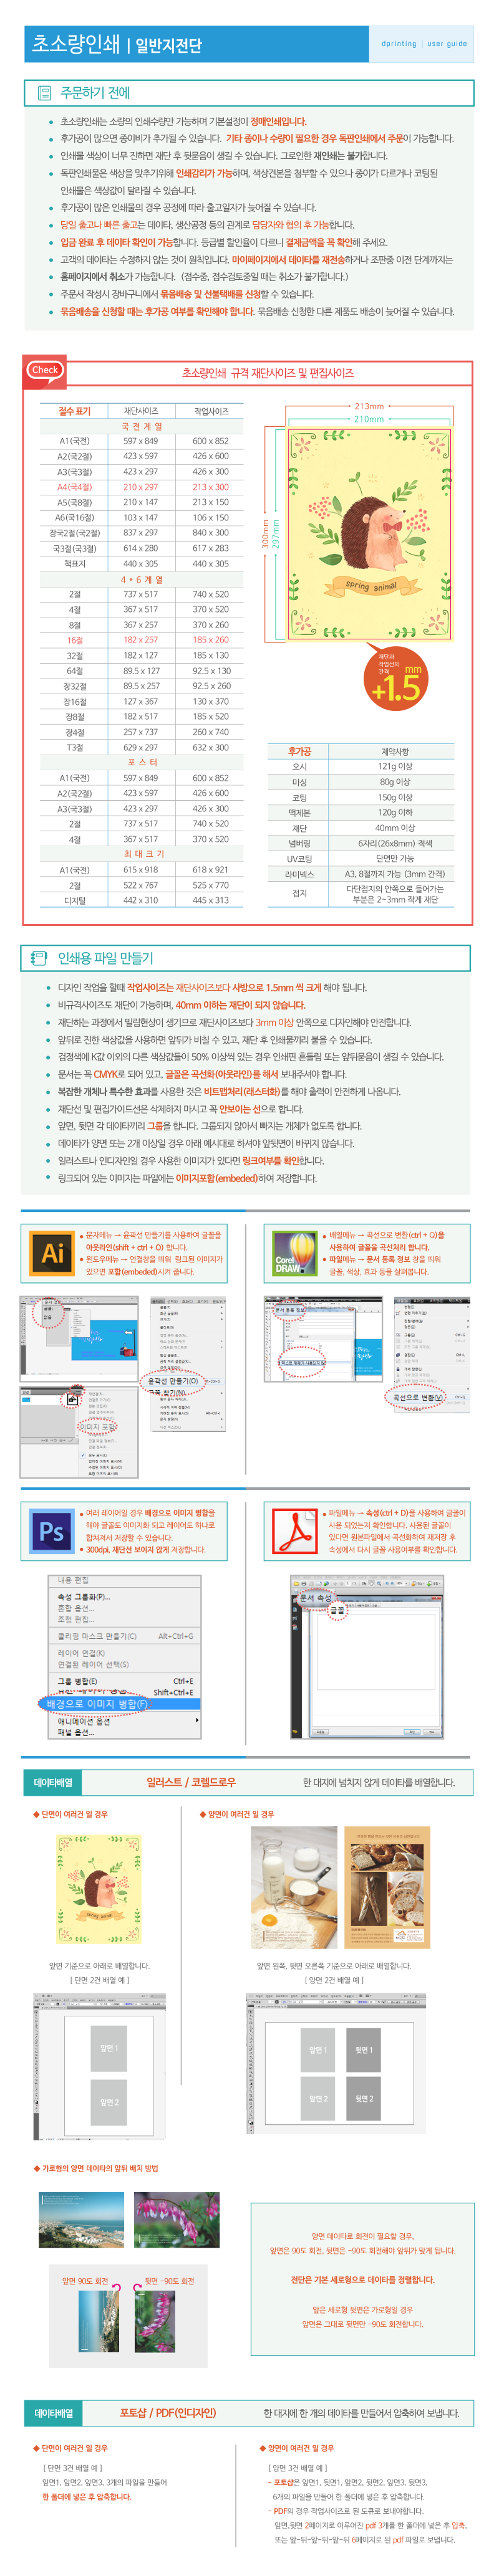 초소량인쇄 | 일반지전단
dprinting | user guide
주문하기 전에
초소량인쇄는 소량의 인쇄수량만 가능하며 기본설정이 정매인쇄입니다.
후가공이 많으면 종이비가 추가될 수 있습니다. 기타 종이나 수량이 필요한 경우 독판인쇄에서 주문이 가능합니다.
인쇄물 색상이 너무 진하면 재단 후 뒷묻음이 생길 수 있습니다. 그로인한 재인쇄는 불가합니다.
독판인쇄물은 색상을 맞추기위해 인쇄감리가 가능하며, 색상견본을 첨부할 수 있으나 종이가 다르거나 코팅된
인쇄물은 색상값이 달라질 수 있습니다.
후가공이 많은 인쇄물의 경우 공정에 따라 출고일자가 늦어질 수 있습니다.
당일 출고나 빠른 출고는 데이타, 생산공정 등의 관계로 담당자와 협의 후 가능합니다.
입금 완료 후 데이타 확인이 가능합니다. 등급별 할인율이 다르니 결제금액을 꼭 확인해 주세요.
고객의 데이타는 수정하지 않는 것이 원칙입니다. 마이페이지에서 데이타를 재전송하거나 조판중 이전 단계까지는
홈페이지에서 취소가 가능합니다. (접수중, 접수검토중일 때는 취소가 불가합니다.)
주문서 작성시 장바구니에서 묶음배송 및 선불택배를 신청할 수 있습니다.
묶음배송을 신청할 때는 후가공 여부를 확인해야 합니다. 묶음배송 신청한 다른 제품도 배송이 늦어질 수 있습니다.
Check
초소량인쇄 규격 재단사이즈 및 편집사이즈
절수 표기 재단사이즈 작업사이즈
국 전 계 열
A1(국전) 597 x 849 600 x 852
A2(국2절) 423 x 597 426 x 600
A3(국3절) 423 x 297 426 x 300
A4(국4절) 210 x 297 213 x 300
A5(국8절) 210 x 147 213 x 150
A6(국16절) 103 x 147 106 x 150
장국2절(국2절) 837 x 297 840 x 300
국3절(국3절) 614 x 280 617 x 283
책표지 440 x 305 440 x 305
4 * 6 계 열
2절 737 x 517 740 x 520
4절 367 x 517 370 x 520
8절 367 x 257 370 x 260
16절 182 x 257 185 x 260
32절 182 x 127 185 x 130
64절 89.5 x 127 92.5 x 130
장32절 89.5 x 257 92.5 x 260
장16절 127 x 367 130 x 370
장8절 182 x 517 185 x 520
장4절 257 x 737 260 x 740
T3절 629 x 297 632 x 300
포 스 터
A1(국전) 597 x 849 600 x 852
A2(국2절) 423 x 597 426 x 600
A3(국3절) 423 x 297 426 x 300
2절 737 x 517 740 x 520
4절 367 x 517 370 x 520
최 대 크 기
A1(국전) 615 x 918 618 x 921
2절 522 x 767 525 x 770
디지털 442 x 310 445 x 313
213mm
210mm
300mm
297mm
spring animal
재단과
작업선의
간격
+1.5mm
후가공 제약사항
오시 121g 이상
미싱 80g 이상
코팅 150g 이상
떡제본 120g 이하
재단 40mm 이상
넘버링 6자리(26x8mm) 적색
UV코팅 단면만 가능
라미넥스 A3, 8절까지 가능 (3mm 간격)
접지 다단접지의 안쪽으로 들어가는
부분은 2~3mm 작게 재단
인쇄용 파일 만들기
디자인 작업을 할때 작업사이즈는 재단사이즈보다 사방으로 1.5mm 씩 크게 해야 됩니다.
비규격사이즈도 재단이 가능하며, 40mm 이하는 재단이 되지 않습니다.
재단하는 과정에서 밀림현상이 생기므로 재단사이즈보다 3mm 이상 안쪽으로 디자인해야 안전합니다.
앞뒤로 진한 색상값을 사용하면 앞뒤가 비칠 수 있고, 재단 후 인쇄물끼리 붙을 수 있습니다.
검정색에 K값 이외의 다른 색상값들이 50% 이상씩 있는 경우 인쇄핀 흔들림 또는 앞뒤묻음이 생길 수 있습니다.
문서는 꼭 CMYK로 되어 있고, 글꼴은 곡선화(아웃라인)를 해서 보내주셔야 합니다.
복잡한 개체나 특수한 효과를 사용한 것은 비트맵처리(래스터화)를 해야 출력이 안전하게 나옵니다.
재단선 및 편집가이드선은 삭제하지 마시고 꼭 안보이는 선으로 합니다.
앞면, 뒷면 각 데이타끼리 그룹을 합니다. 그룹되지 않아서 빠지는 개체가 없도록 합니다.
데이타가 양면 또는 2개 이상일 경우 아래 예시대로 하셔야 앞뒷면이 바뀌지 않습니다.
일러스트나 인디자인일 경우 사용한 이미지가 있다면 링크여부를 확인합니다.
링크되어 있는 이미지는 파일에는 이미지포함(embeded)하여 저장합니다.
Ai
문자메뉴 → 윤곽선 만들기를 사용하여 글꼴을
아웃라인(shift + ctrl + O) 합니다.
윈도우메뉴 → 연결창을 띄워 링크된 이미지가
있으면 포함(embeded)시켜 줍니다.
Corel
DRAW
배열메뉴 → 곡선으로 변환(ctrl + Q)을
사용하여 글꼴을 곡선처리 합니다.
파일메뉴 → 문서 등록 정보 창을 띄워
글꼴, 색상, 효과 등을 살펴봅니다.
윤곽선 만들기(O)
이미지 포함
문서 등록 정보
곡선으로 변환(V)
Ps
여러 레이어일 경우 배경으로 이미지 병합을
해야 글꼴도 이미지화 되고 레이어도 하나로
합쳐져서 저장할 수 있습니다.
300dpi, 재단선 보이지 않게 저장합니다.
파일메뉴 → 속성(ctrl + D)을 사용하여 글꼴이
사용 되었는지 확인합니다. 사용된 글꼴이
있다면 원본파일에서 곡선화하여 재저장 후
속성에서 다시 글꼴 사용여부를 확인합니다.
내용 편집
속성 그룹화(P)...
혼합 옵션...
조정 편집...
클리핑 마스크 만들기(C) Alt+Ctrl+G
레이어 연결(K)
연결된 레이어 선택(S)
그룹 병합(E) Ctrl+E
Shift+Ctrl+E
배경으로 이미지 병합(F)
애니메이션 옵션
패널 옵션...
문서 속성
글꼴
데이타배열
일러스트 / 코렐드로우
한 대지에 넘치지 않게 데이타를 배열합니다.
◆ 단면이 여러건 일 경우
◆ 양면이 여러건 일 경우
spring animal
앞면 기준으로 아래로 배열합니다.
[ 단면 2건 배열 예 ]
앞면 왼쪽, 뒷면 오른쪽 기준으로 아래로 배열합니다.
[ 양면 2건 배열 예 ]
앞면 1
앞면 2
앞면 1 뒷면 1
앞면 2 뒷면 2
◆ 가로형의 양면 데이타의 앞뒤 배치 방법
앞면 90도 회전
뒷면 -90도 회전
양면 데이타로 회전이 필요할 경우,
앞면은 90도 회전, 뒷면은 -90도 회전해야 앞뒤가 맞게 됩니다.
전단은 기본 세로형으로 데이타를 정렬합니다.
앞은 세로형 뒷면은 가로형일 경우
앞면은 그대로 뒷면만 -90도 회전합니다.
데이타배열
포토샵 / PDF(인디자인)
한 대지에 한 개의 데이타를 만들어서 압축하여 보냅니다.
◆ 단면이 여러건 일 경우
[ 단면 3건 배열 예 ]
앞면1, 앞면2, 앞면3, 3개의 파일을 만들어
한 폴더에 넣은 후 압축합니다.
◆ 양면이 여러건 일 경우
[ 양면 3건 배열 예 ]
- 포토샵은 앞면1, 뒷면1, 앞면2, 뒷면2, 앞면3, 뒷면3,
6개의 파일을 만들어 한 폴더에 넣은 후 압축합니다.
- PDF의 경우 작업사이즈로 된 도큐로 보내야합니다.
앞면,뒷면 2페이지로 이루어진 pdf 3개를 한 폴더에 넣은 후 압축,
또는 앞-뒤-앞-뒤-앞-뒤 6페이지로 된 pdf 파일로 보냅니다.